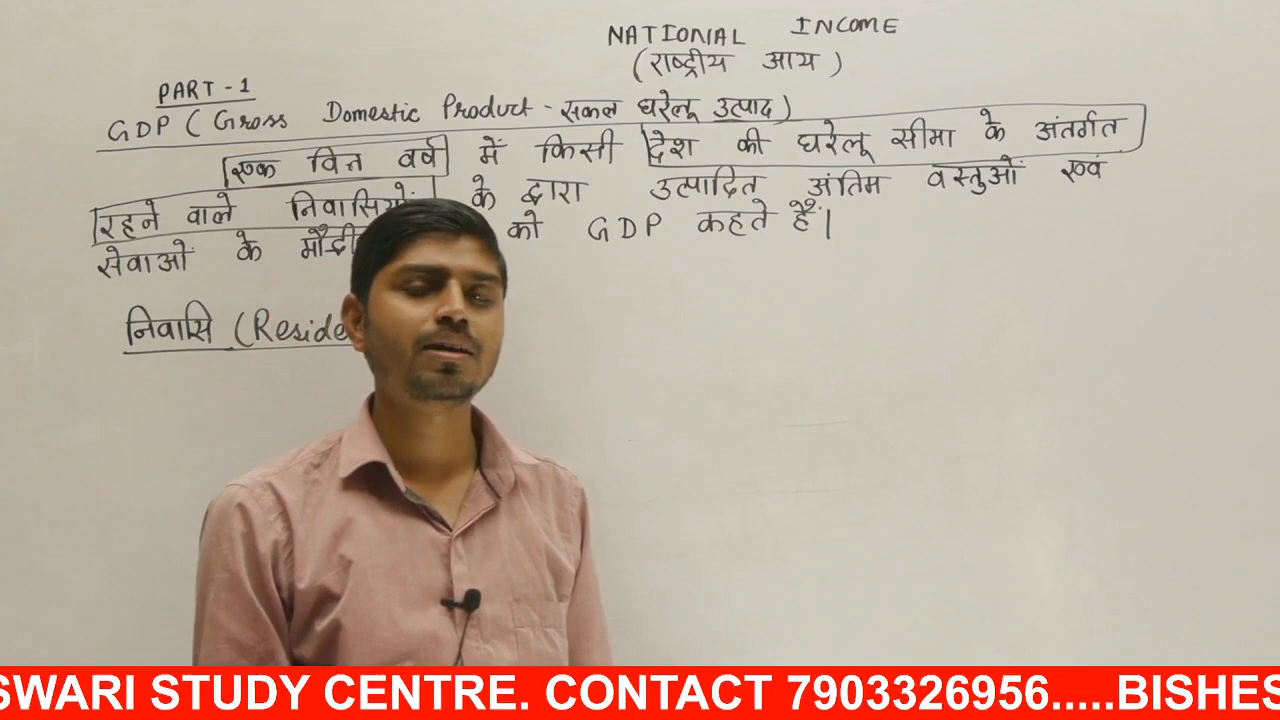 NATIONAL INCOME
(राष्ट्रीय आय)
PART-1
GDP (Gross Domestic Product - सकल घरेलू उत्पाद)
एक वित्त वर्ष में किसी देश की घरेलू सीमा के अंतर्गत
रहने वाले निवासियों के द्वारा उत्पादित अंतिम वस्तुओं एवं
सेवाओं के को GDP कहते हैं।
निवासि (Reside
SWARI STUDY CENTRE. CONTACT 7903326956.....BISHES